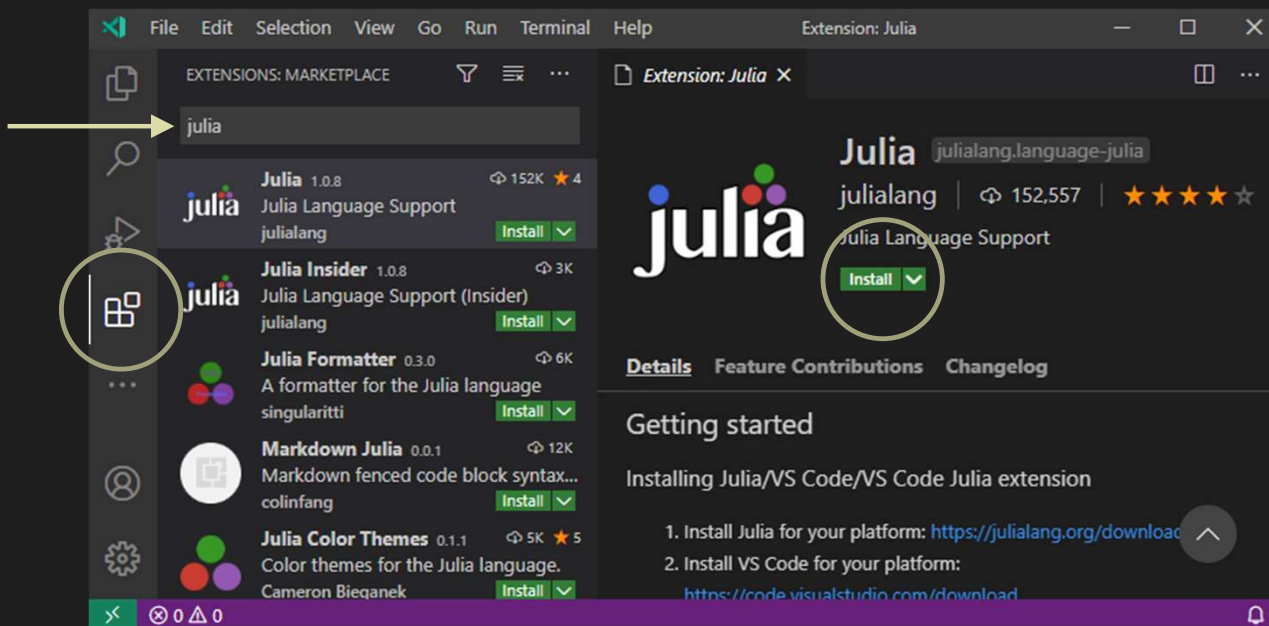 File Edit Selection View Go Run Terminal Help Extension: Julia
EXTENSIONS: MARKETPLACE
julia
julia
Julia 1.0.8 152K ★ 4
Julia Language Support
julialang Install
julia
Julia Insider 1.0.8 3K
Julia Language Support (Insider)
julialang Install
Julia Formatter 0.3.0 6K
A formatter for the Julia language
singularitti Install
Markdown Julia 0.0.1 12K
Markdown fenced code block syntax...
colinfang Install
Julia Color Themes 0.1.1 5K ★ 5
Color themes for the Julia language.
Cameron Bieganek Install
Extension: Julia
julia
Julia julialang.language-julia
julialang | 152,557 | ★★★★☆
Julia Language Support
Install
Details Feature Contributions Changelog
Getting started
Installing Julia/VS Code/VS Code Julia extension
1. Install Julia for your platform: https://julialang.org/download
2. Install VS Code for your platform:
https://code.visualstudio.com/download
0 0